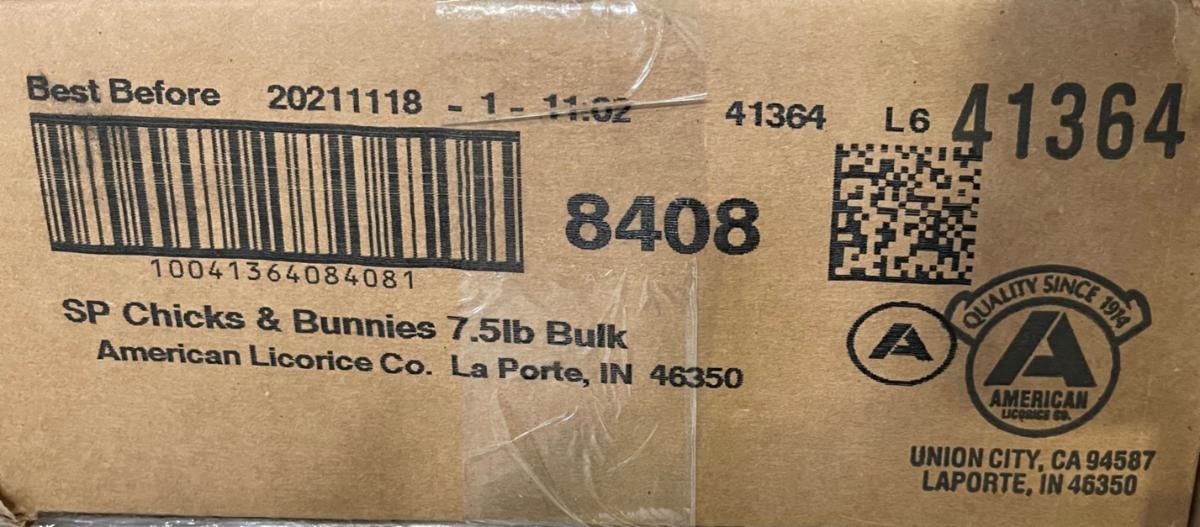 Best Before 20211118 - 1 - 11:02 41364 L6 41364
8408
10041364084081
SP Chicks & Bunnies 7.5lb Bulk
American Licorice Co. La Porte, IN 46350
A
QUALITY SINCE 1914
A
AMERICAN
LICORICE CO.
UNION CITY, CA 94587
LAPORTE, IN 46350